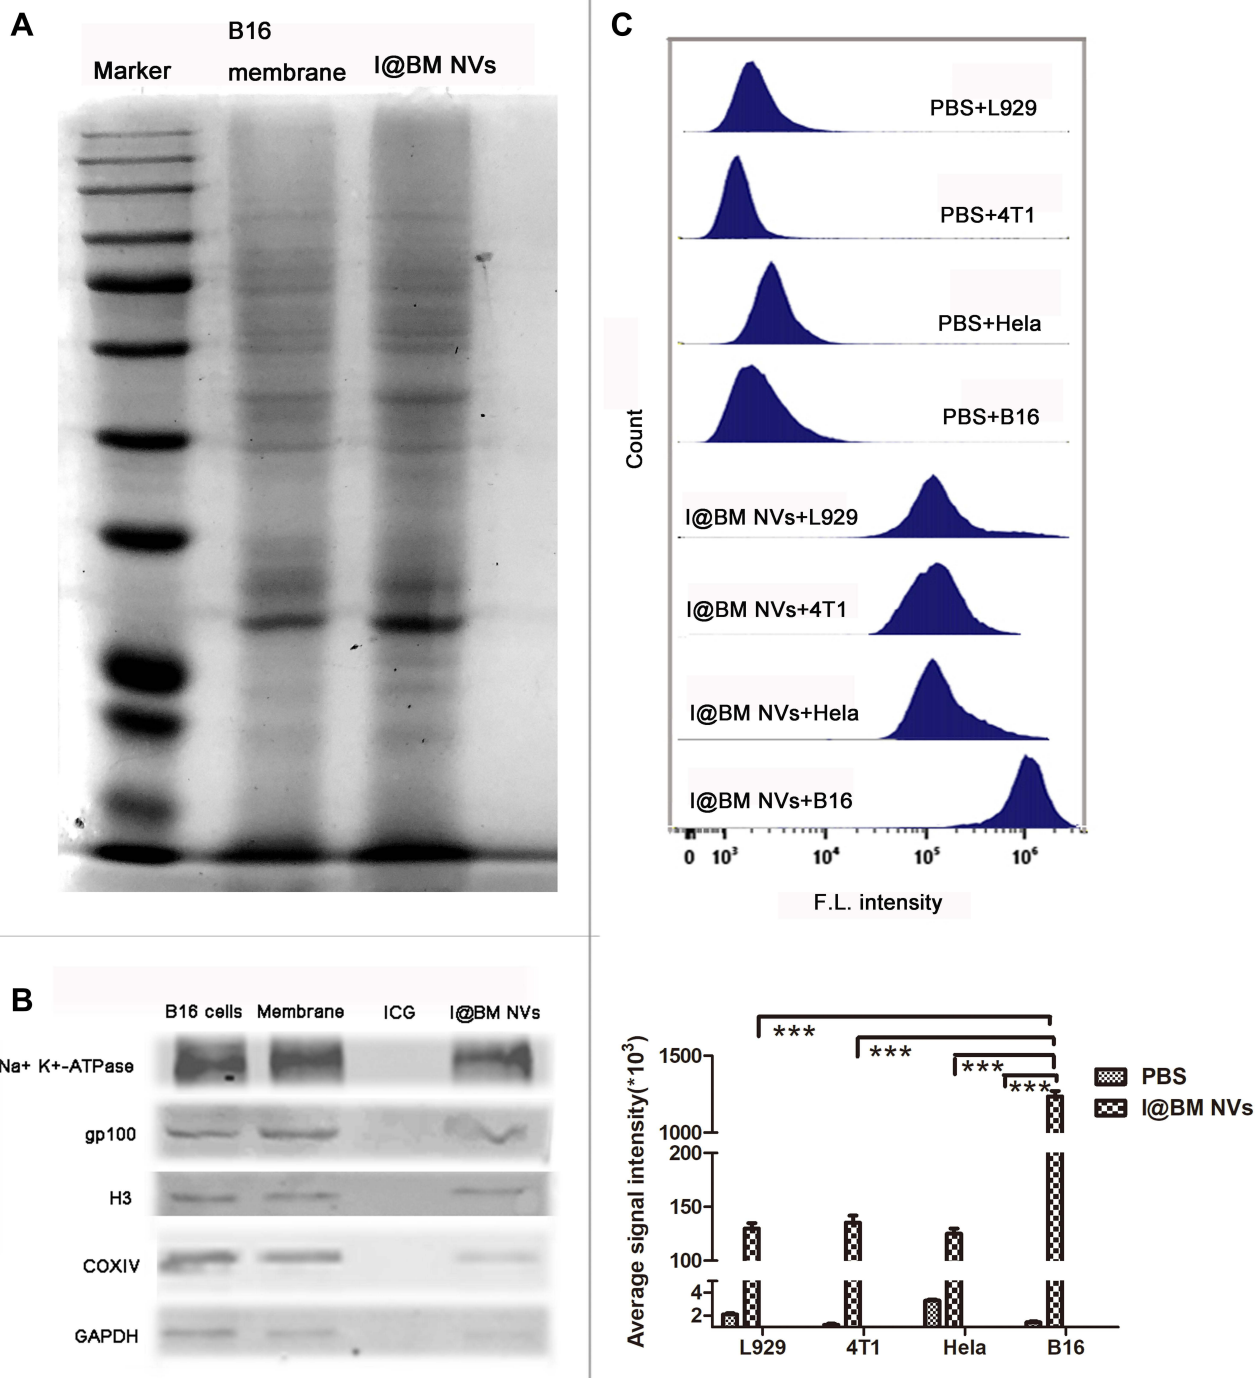 A
B16
Marker
membrane
I@BM NVs
B
B16 cells
Membrane
ICG
I@BM NVs
Na+ K+-ATPase
gp100
H3
COXIV
GAPDH
C
PBS+L929
PBS+4T1
PBS+Hela
PBS+B16
I@BM NVs+L929
I@BM NVs+4T1
I@BM NVs+Hela
I@BM NVs+B16
Count
0 10³ 10⁴ 10⁵ 10⁶
F.L. intensity
Average signal intensity(*10³)
1500
1000
200
150
100
4
2
***
***
***
***
PBS
I@BM NVs
L929
4T1
Hela
B16